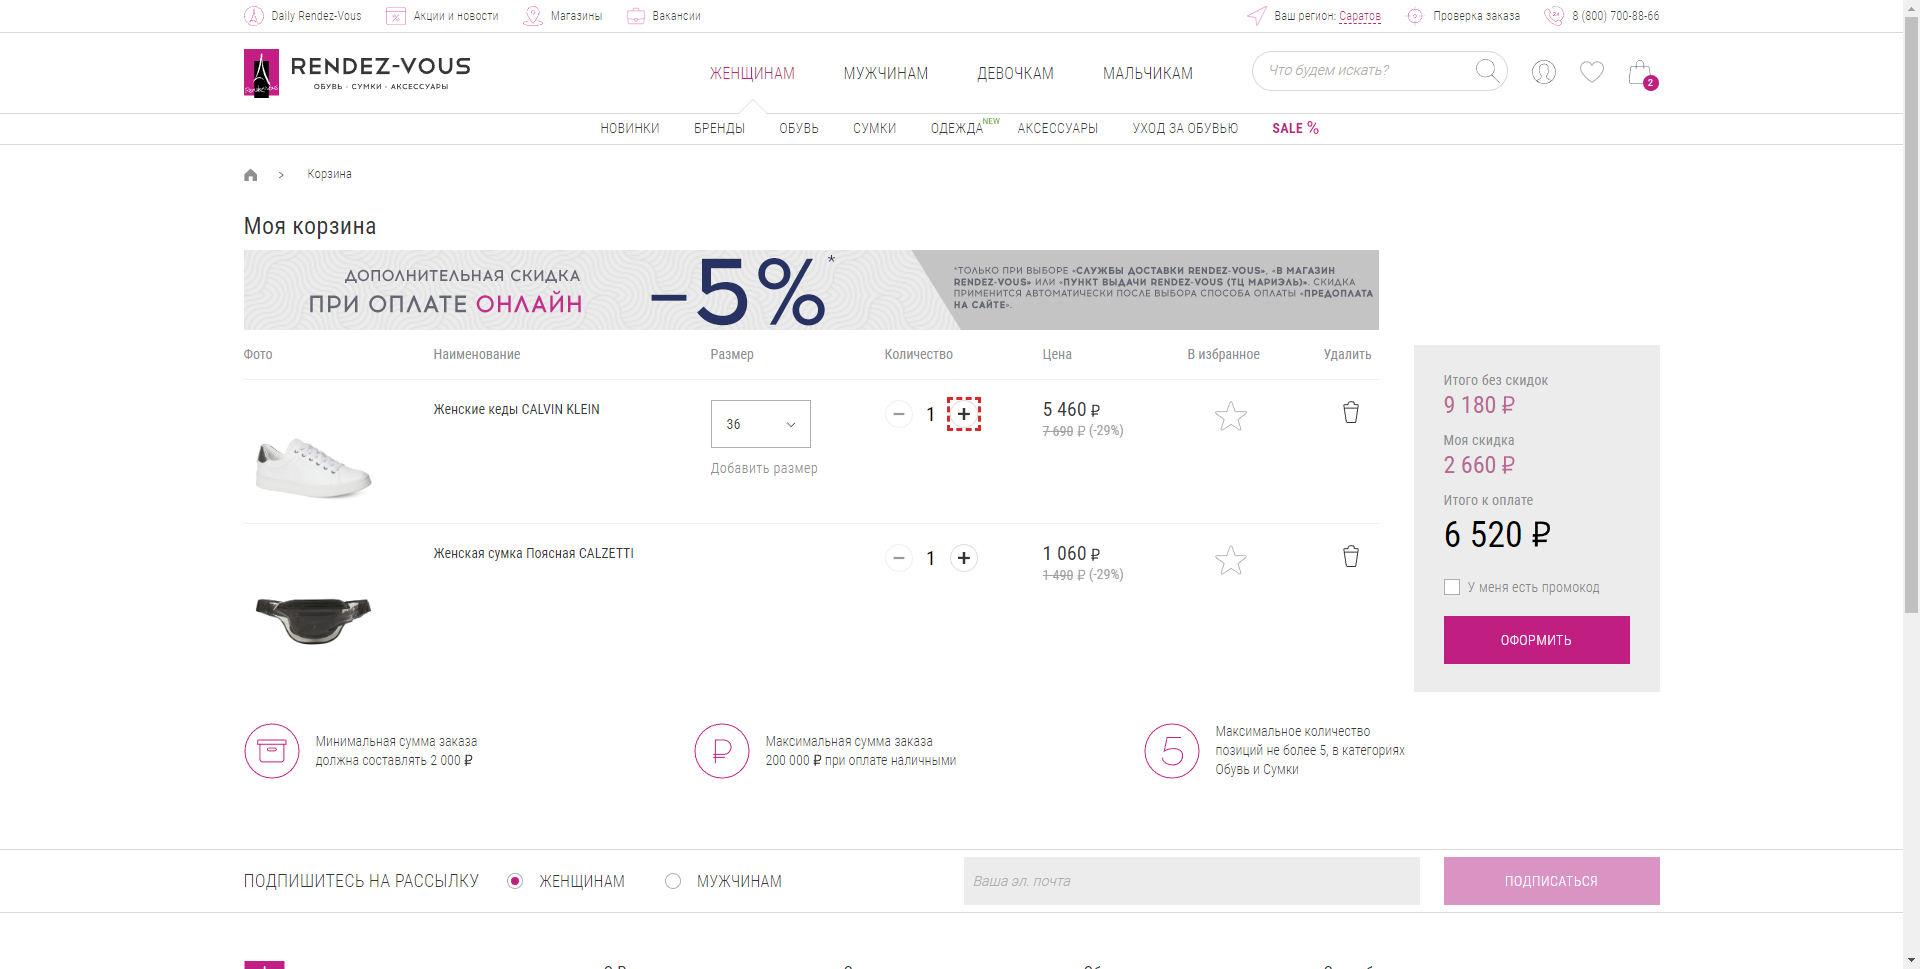 Daily Rendez-Vous
Акции и новости
Магазины
Вакансии
Ваш регион: Саратов
Проверка заказа
8 (800) 700-88-66
RENDEZ-VOUS
ОБУВЬ · СУМКИ · АКСЕССУАРЫ
ЖЕНЩИНАМ
МУЖЧИНАМ
ДЕВОЧКАМ
МАЛЬЧИКАМ
Что будем искать?
2
НОВИНКИ
БРЕНДЫ
ОБУВЬ
СУМКИ
ОДЕЖДА NEW
АКСЕССУАРЫ
УХОД ЗА ОБУВЬЮ
SALE %
> Корзина
Моя корзина
ДОПОЛНИТЕЛЬНАЯ СКИДКА
ПРИ ОПЛАТЕ ОНЛАЙН
–5%*
*ТОЛЬКО ПРИ ВЫБОРЕ «СЛУЖБЫ ДОСТАВКИ RENDEZ-VOUS», «В МАГАЗИН
RENDEZ-VOUS» ИЛИ «ПУНКТ ВЫДАЧИ RENDEZ-VOUS (ТЦ МАРИЭЛЬ)». СКИДКА
ПРИМЕНИТСЯ АВТОМАТИЧЕСКИ ПОСЛЕ ВЫБОРА СПОСОБА ОПЛАТЫ «ПРЕДОПЛАТА
НА САЙТЕ».
Фото
Наименование
Размер
Количество
Цена
В избранное
Удалить
Женские кеды CALVIN KLEIN
36
Добавить размер
− 1 +
5 460 ₽
7 690 ₽ (-29%)
Женская сумка Поясная CALZETTI
− 1 +
1 060 ₽
1 490 ₽ (-29%)
Итого без скидок
9 180 ₽
Моя скидка
2 660 ₽
Итого к оплате
6 520 ₽
У меня есть промокод
ОФОРМИТЬ
Минимальная сумма заказа
должна составлять 2 000 ₽
₽
Максимальная сумма заказа
200 000 ₽ при оплате наличными
5
Максимальное количество
позиций не более 5, в категориях
Обувь и Сумки
ПОДПИШИТЕСЬ НА РАССЫЛКУ
ЖЕНЩИНАМ
МУЖЧИНАМ
Ваша эл. почта
ПОДПИСАТЬСЯ